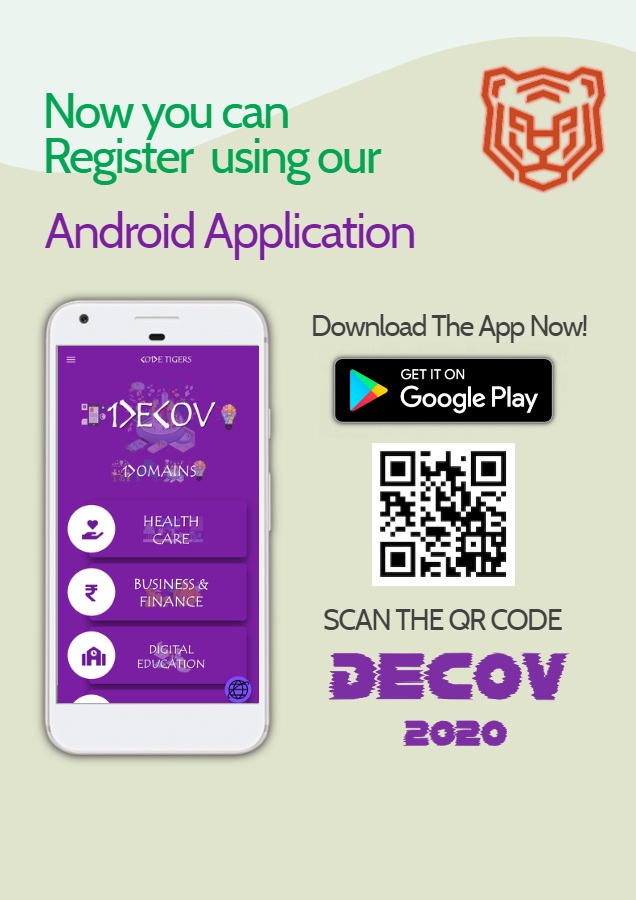 Now you can
Register using our
Android Application
Download The App Now!
GET IT ON
Google Play
SCAN THE QR CODE
DECOV
2020
CODE TIGERS
DECOV
DOMAINS
HEALTH
CARE
BUSINESS &
FINANCE
DIGITAL
EDUCATION